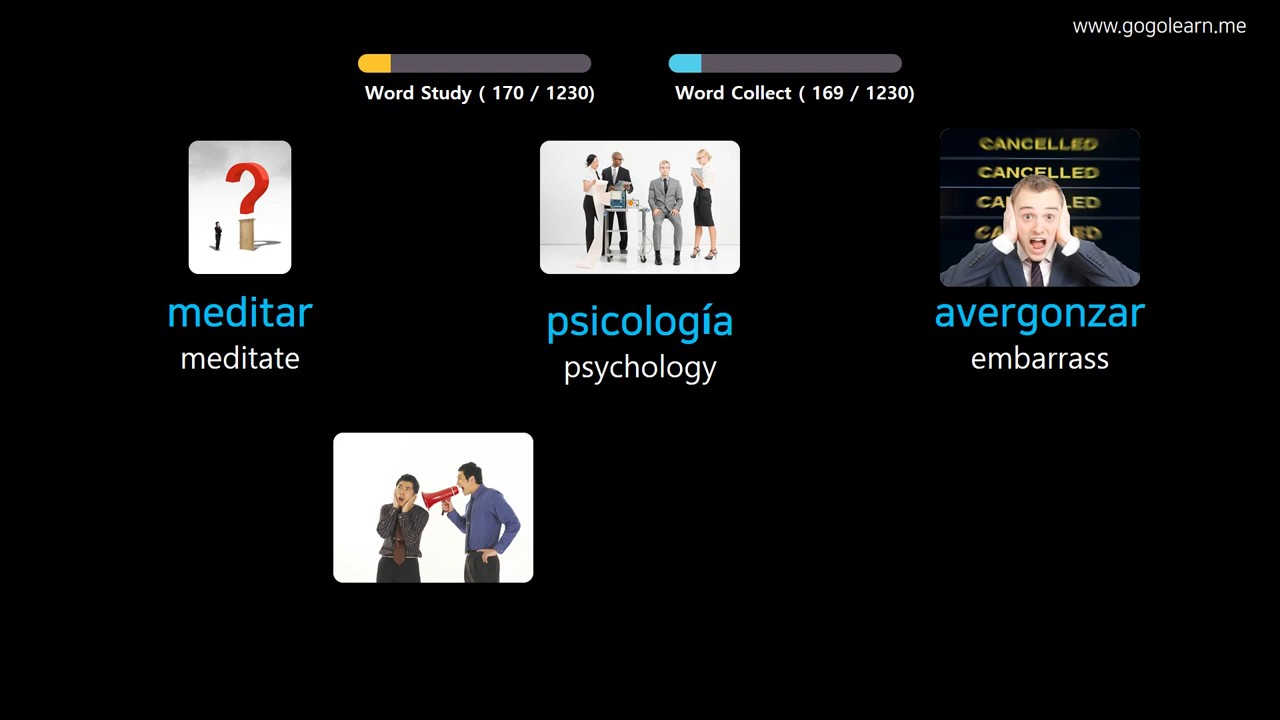 www.gogolearn.me
Word Study ( 170 / 1230)
Word Collect ( 169 / 1230)
CANCELLED
CANCELLED
meditar
meditate
psicología
psychology
avergonzar
embarrass